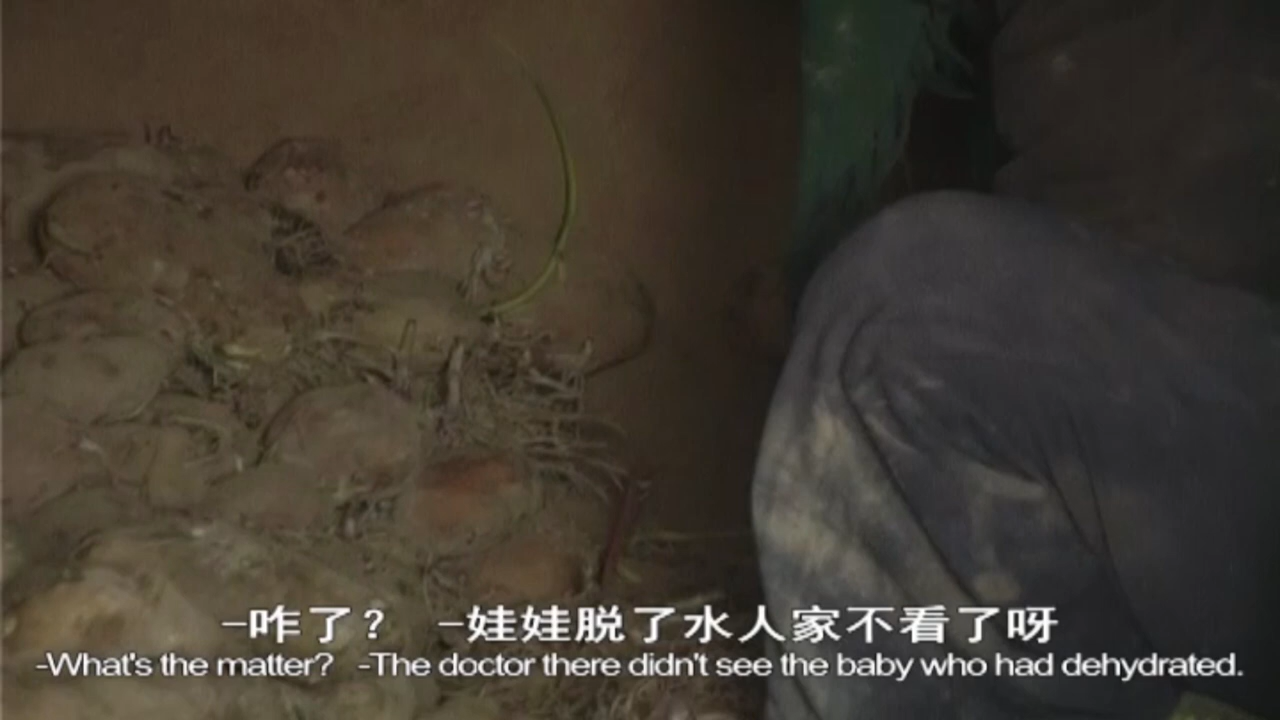 -咋了？ -娃娃脱了水人家不看了呀
-What's the matter? -The doctor there didn't see the baby who had dehydrated.